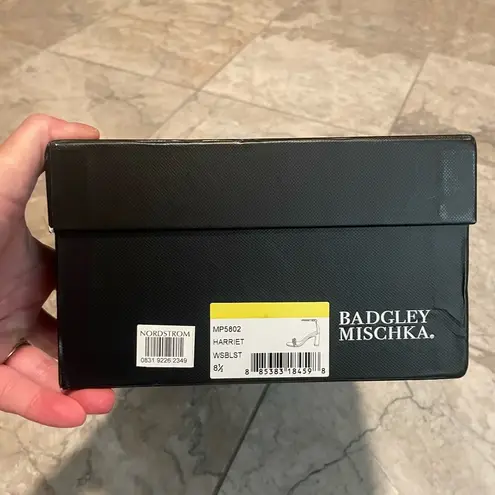 NORDSTROM
0831 9226 2349
MP5802
HARRIET
WSBLST
8½
8 85383 18459 8
BADGLEY
MISCHKA.